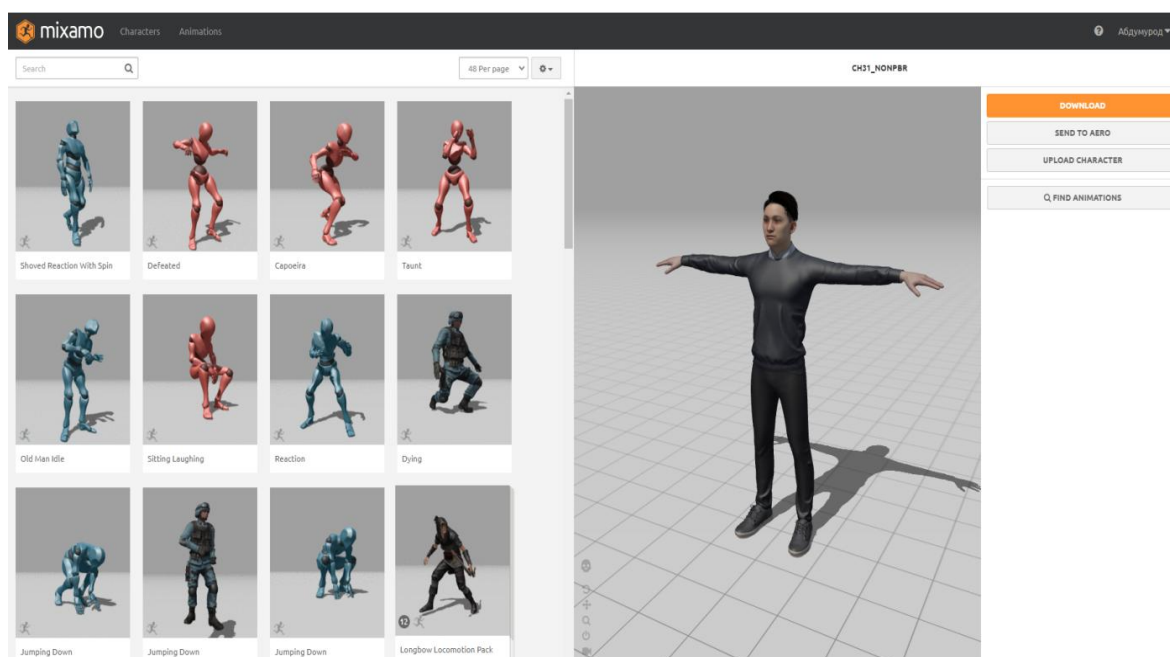 mixamo Characters Animations Абдумурод
Search 48 Per page CH31_NONPBR
DOWNLOAD
SEND TO AERO
UPLOAD CHARACTER
FIND ANIMATIONS
Shoved Reaction With Spin Defeated Capoeira Taunt
Old Man Idle Sitting Laughing Reaction Dying
12
Jumping Down Jumping Down Jumping Down Longbow Locomotion Pack